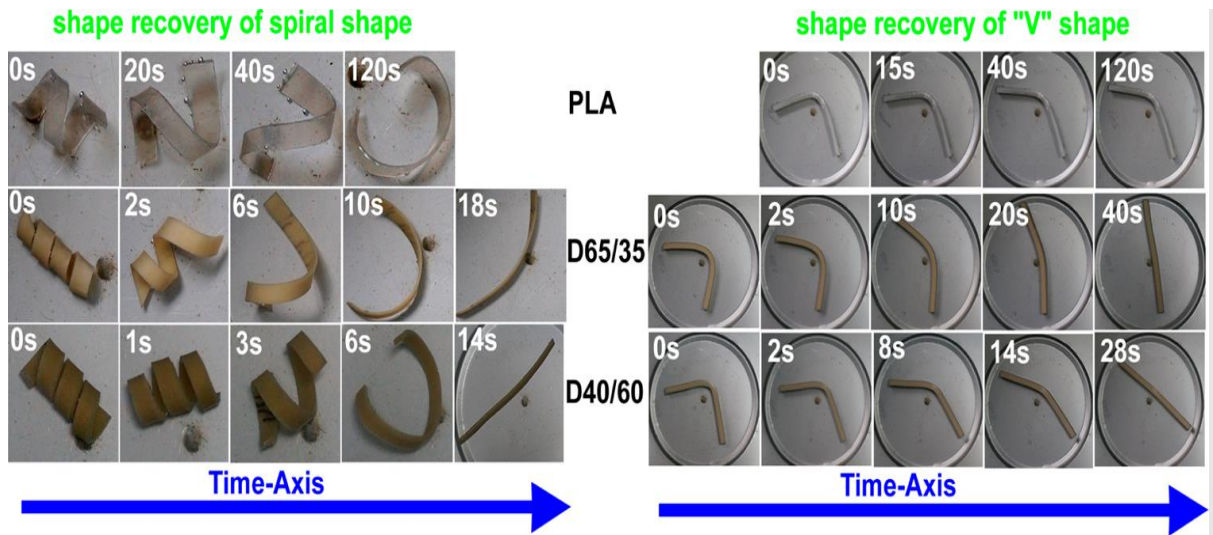 shape recovery of spiral shape
shape recovery of "V" shape
0s 20s 40s 120s
PLA
0s 15s 40s 120s
0s 2s 6s 10s 18s
D65/35
0s 2s 10s 20s 40s
0s 1s 3s 6s 14s
D40/60
0s 2s 8s 14s 28s
Time-Axis
Time-Axis